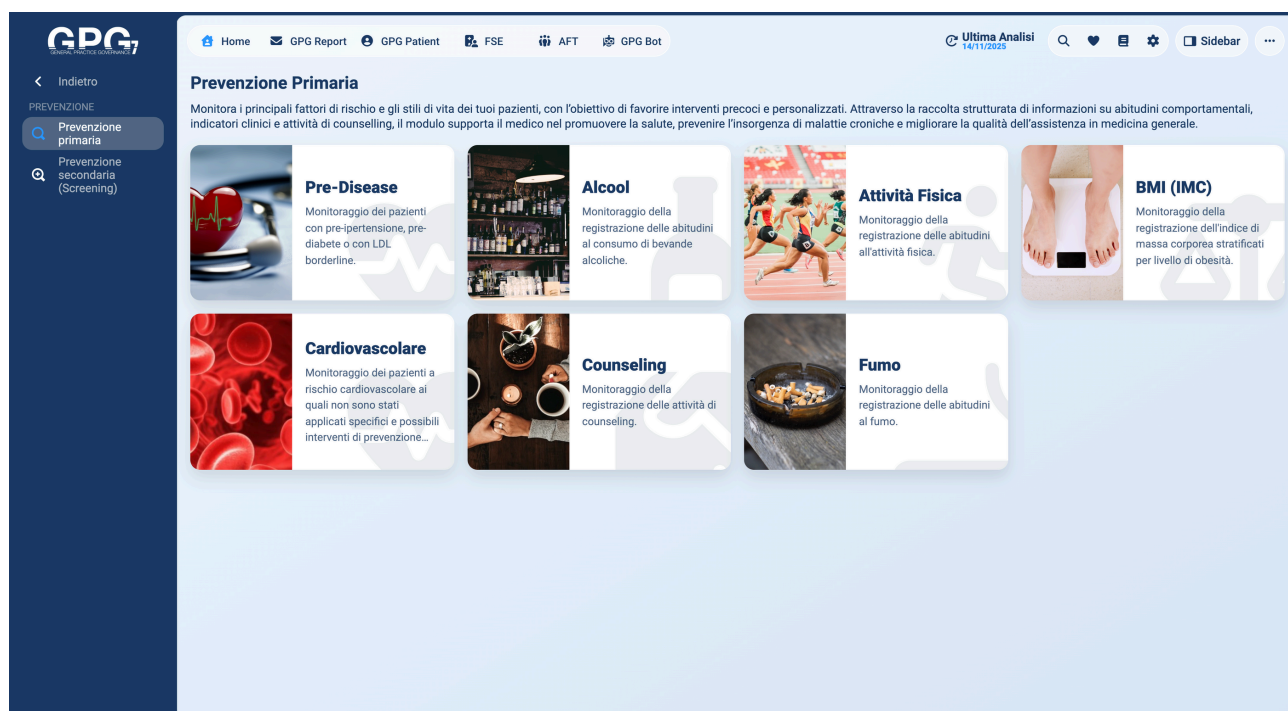 GPG7
GENERAL PRACTICE GOVERNANCE
Home
GPG Report
GPG Patient
FSE
AFT
GPG Bot
Ultima Analisi
14/11/2025
Sidebar
Indietro
PREVENZIONE
Prevenzione
primaria
Prevenzione
secondaria
(Screening)
Prevenzione Primaria
Monitora i principali fattori di rischio e gli stili di vita dei tuoi pazienti, con l'obiettivo di favorire interventi precoci e personalizzati. Attraverso la raccolta strutturata di informazioni su abitudini comportamentali,
indicatori clinici e attività di counselling, il modulo supporta il medico nel promuovere la salute, prevenire l'insorgenza di malattie croniche e migliorare la qualità dell'assistenza in medicina generale.
Pre-Disease
Monitoraggio dei pazienti
con pre-ipertensione, pre-
diabete o con LDL
borderline.
Alcool
Monitoraggio della
registrazione delle abitudini
al consumo di bevande
alcoliche.
Attività Fisica
Monitoraggio della
registrazione delle abitudini
all'attività fisica.
BMI (IMC)
Monitoraggio della
registrazione dell'indice di
massa corporea stratificati
per livello di obesità.
Cardiovascolare
Monitoraggio dei pazienti a
rischio cardiovascolare ai
quali non sono stati
applicati specifici e possibili
interventi di prevenzione...
Counseling
Monitoraggio della
registrazione delle attività di
counseling.
Fumo
Monitoraggio della
registrazione delle abitudini
al fumo.